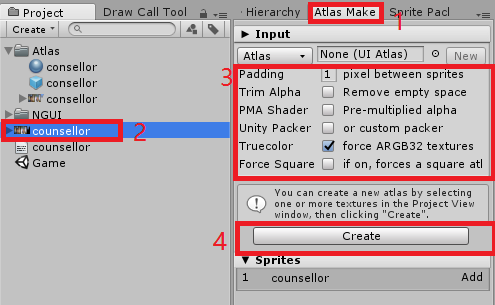 Project
Draw Call Tool
Hierarchy
Atlas Make
Sprite Pacl
1
Create
Atlas
consellor
consellor
consellor
NGUI
counsellor
2
counsellor
Game
Input
Atlas
None (UI Atlas)
New
3
Padding 1 pixel between sprites
Trim Alpha Remove empty space
PMA Shader Pre-multiplied alpha
Unity Packer or custom packer
Truecolor force ARGB32 textures
Force Square if on, forces a square atl
You can create a new atlas by selecting
one or more textures in the Project View
window, then clicking "Create".
4
Create
Sprites
1 counsellor Add